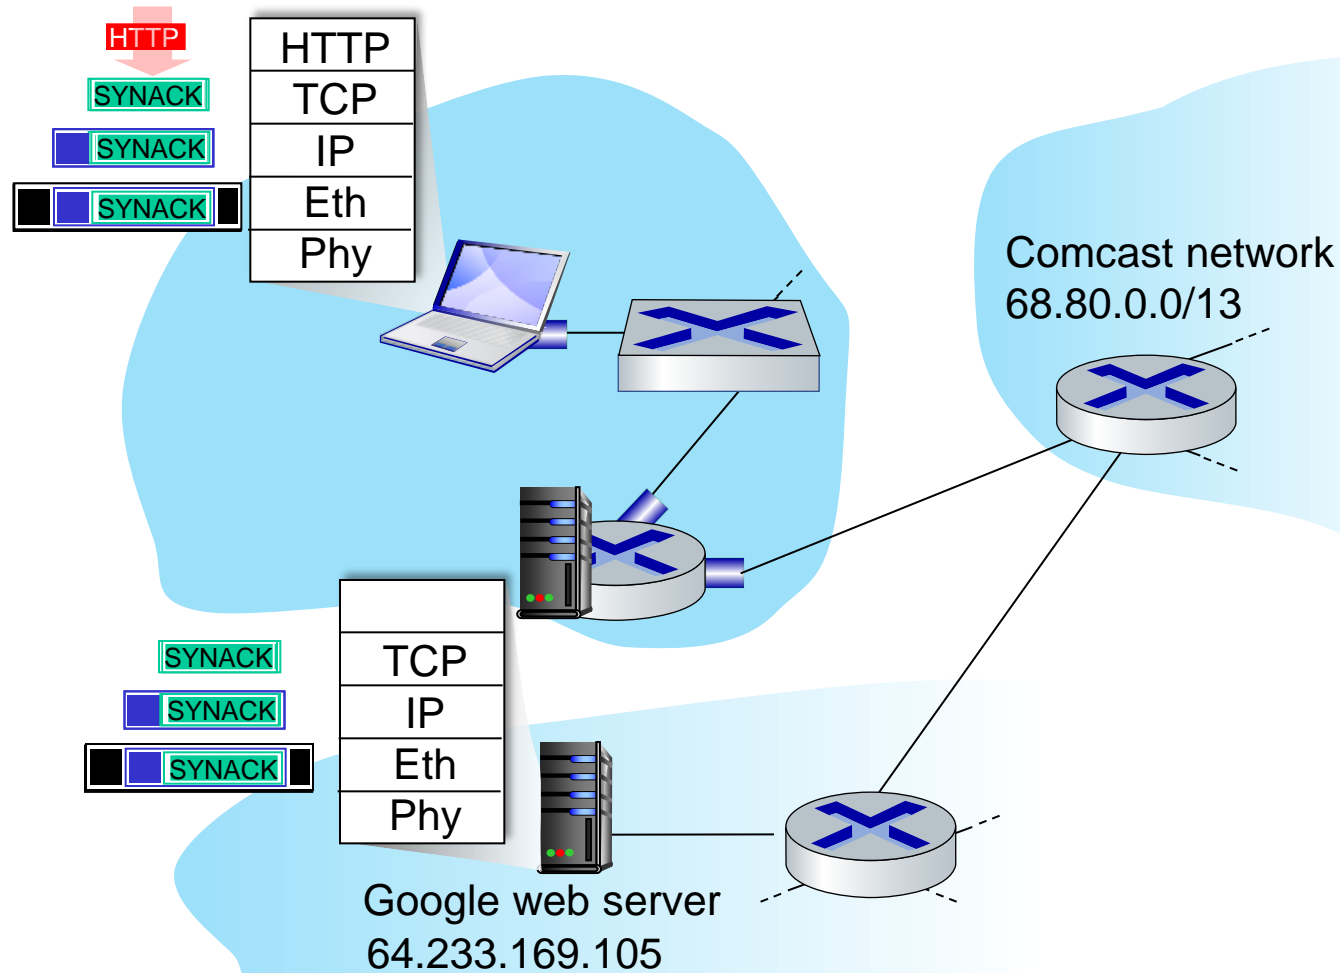 HTTP
SYNACK
SYNACK
SYNACK
HTTP
TCP
IP
Eth
Phy
Comcast network
68.80.0.0/13
SYNACK
SYNACK
SYNACK
TCP
IP
Eth
Phy
Google web server
64.233.169.105